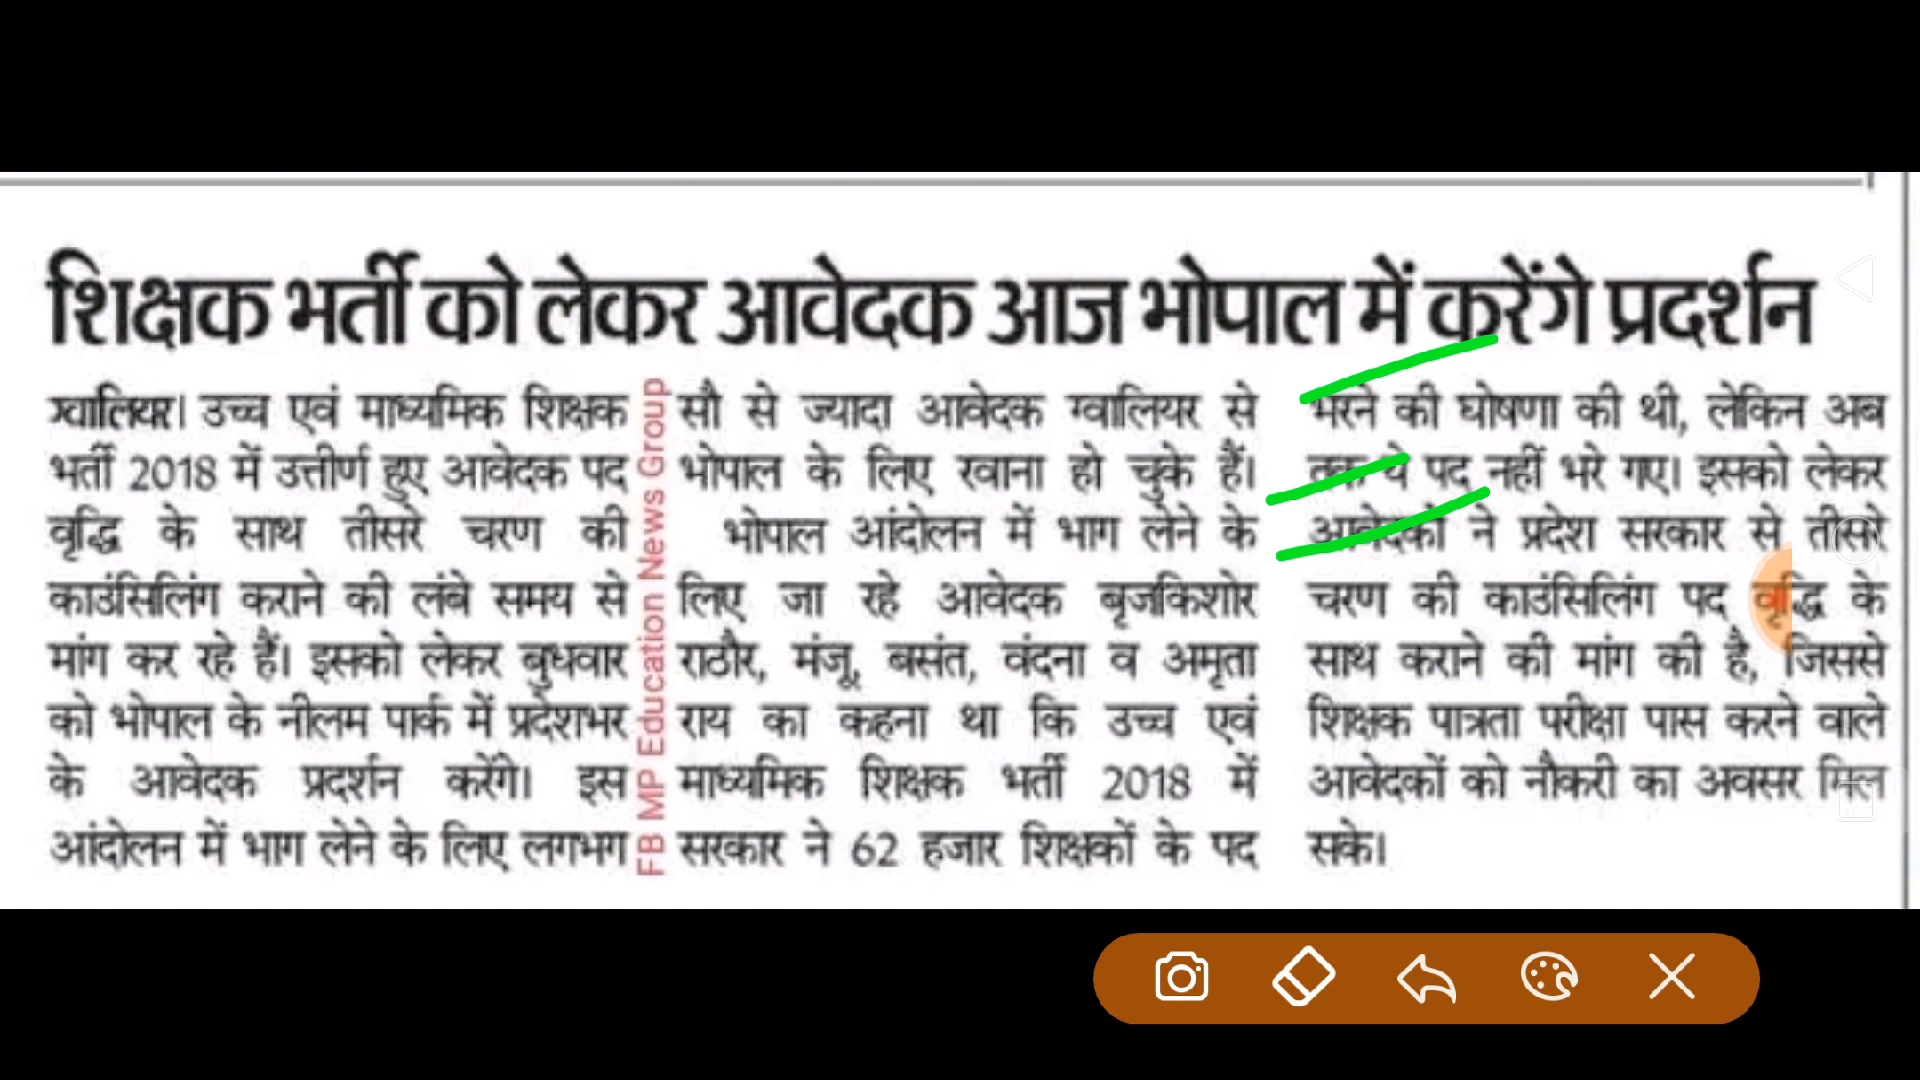 शिक्षक भर्ती को लेकर आवेदक आज भोपाल में करेंगे प्रदर्शन
ग्वालियर। उच्च एवं माध्यमिक शिक्षक
भर्ती 2018 में उत्तीर्ण हुए आवेदक पद
वृद्धि के साथ तीसरे चरण की
काउंसिलिंग कराने की लंबे समय से
मांग कर रहे हैं। इसको लेकर बुधवार
को भोपाल के नीलम पार्क में प्रदेशभर
के आवेदक प्रदर्शन करेंगे। इस
आंदोलन में भाग लेने के लिए लगभग
FB MP Education News Group
सौ से ज्यादा आवेदक ग्वालियर से
भोपाल के लिए रवाना हो चुके हैं।
भोपाल आंदोलन में भाग लेने के
लिए जा रहे आवेदक बृजकिशोर
राठौर, मंजू, बसंत, वंदना व अमृता
राय का कहना था कि उच्च एवं
माध्यमिक शिक्षक भर्ती 2018 में
सरकार ने 62 हजार शिक्षकों के पद
भरने की घोषणा की थी, लेकिन अब
तक ये पद नहीं भरे गए। इसको लेकर
आवेदकों ने प्रदेश सरकार से तीसरे
चरण की काउंसिलिंग पद वृद्धि के
साथ कराने की मांग की है, जिससे
शिक्षक पात्रता परीक्षा पास करने वाले
आवेदकों को नौकरी का अवसर मिल
सके।